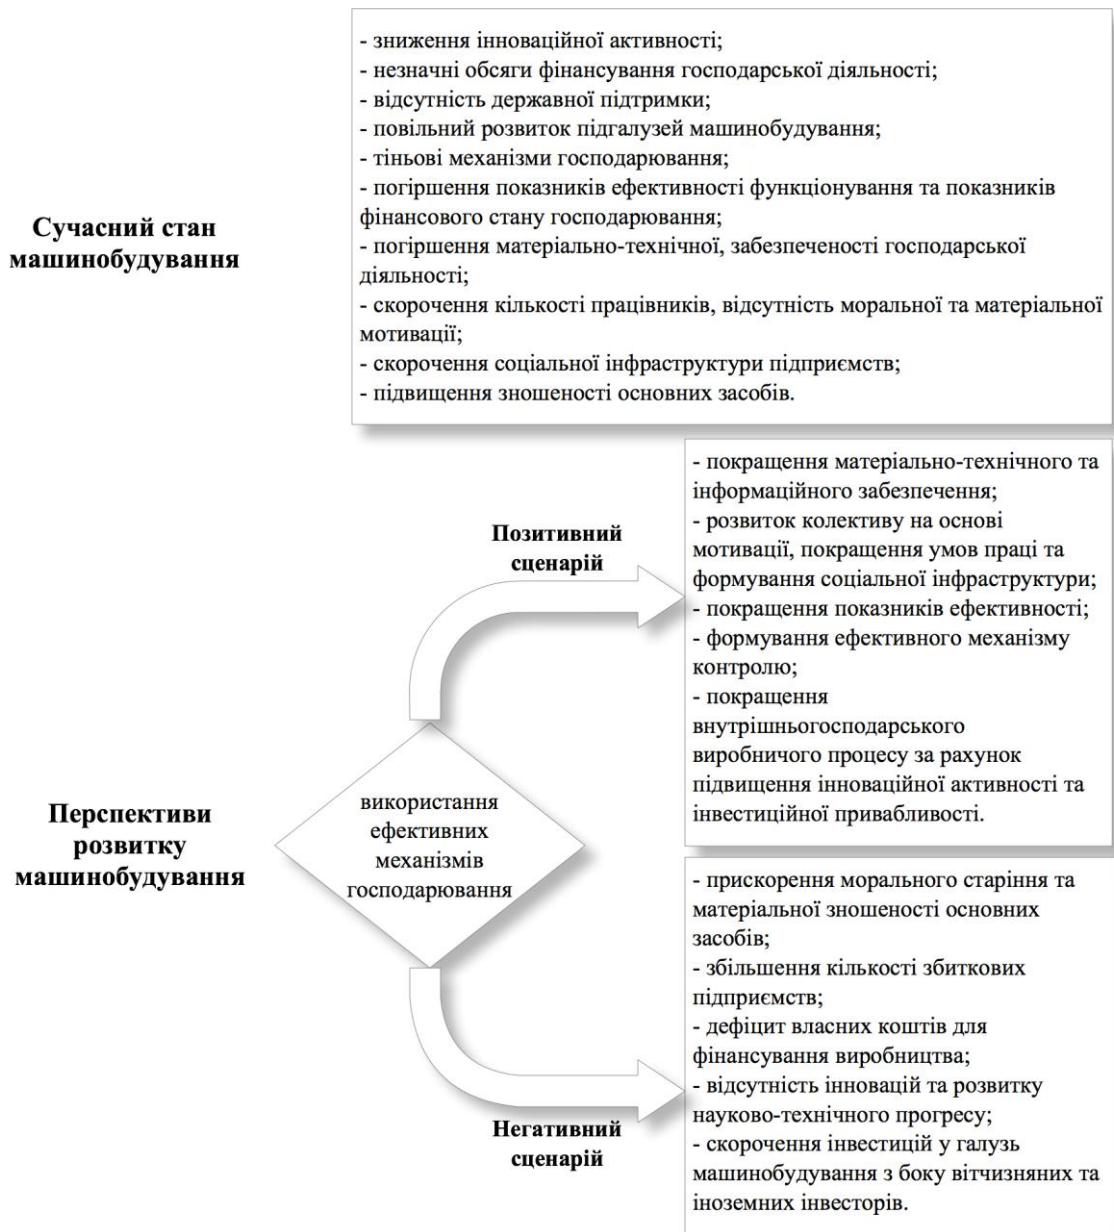 - зниження інноваційної активності;
- незначні обсяги фінансування господарської діяльності;
- відсутність державної підтримки;
- повільний розвиток підгалузей машинобудування;
- тіньові механізми господарювання;
- погіршення показників ефективності функціонування та показників
фінансового стану господарювання;
- погіршення матеріально-технічної, забезпеченості господарської
діяльності;
- скорочення кількості працівників, відсутність моральної та матеріальної
мотивації;
- скорочення соціальної інфраструктури підприємств;
- підвищення зношеності основних засобів.
Сучасний стан
машинобудування
Позитивний
сценарій
- покращення матеріально-технічного та
інформаційного забезпечення;
- розвиток колективу на основі
мотивації, покращення умов праці та
формування соціальної інфраструктури;
- покращення показників ефективності;
- формування ефективного механізму
контролю;
- покращення
внутрішньогосподарського
виробничого процесу за рахунок
підвищення інноваційної активності та
інвестиційної привабливості.
Перспективи
розвитку
машинобудування
використання
ефективних
механізмів
господарювання
- прискорення морального старіння та
матеріальної зношеності основних
засобів;
- збільшення кількості збиткових
підприємств;
- дефіцит власних коштів для
фінансування виробництва;
- відсутність інновацій та розвитку
науково-технічного прогресу;
- скорочення інвестицій у галузь
машинобудування з боку вітчизняних та
іноземних інвесторів.
Негативний
сценарій